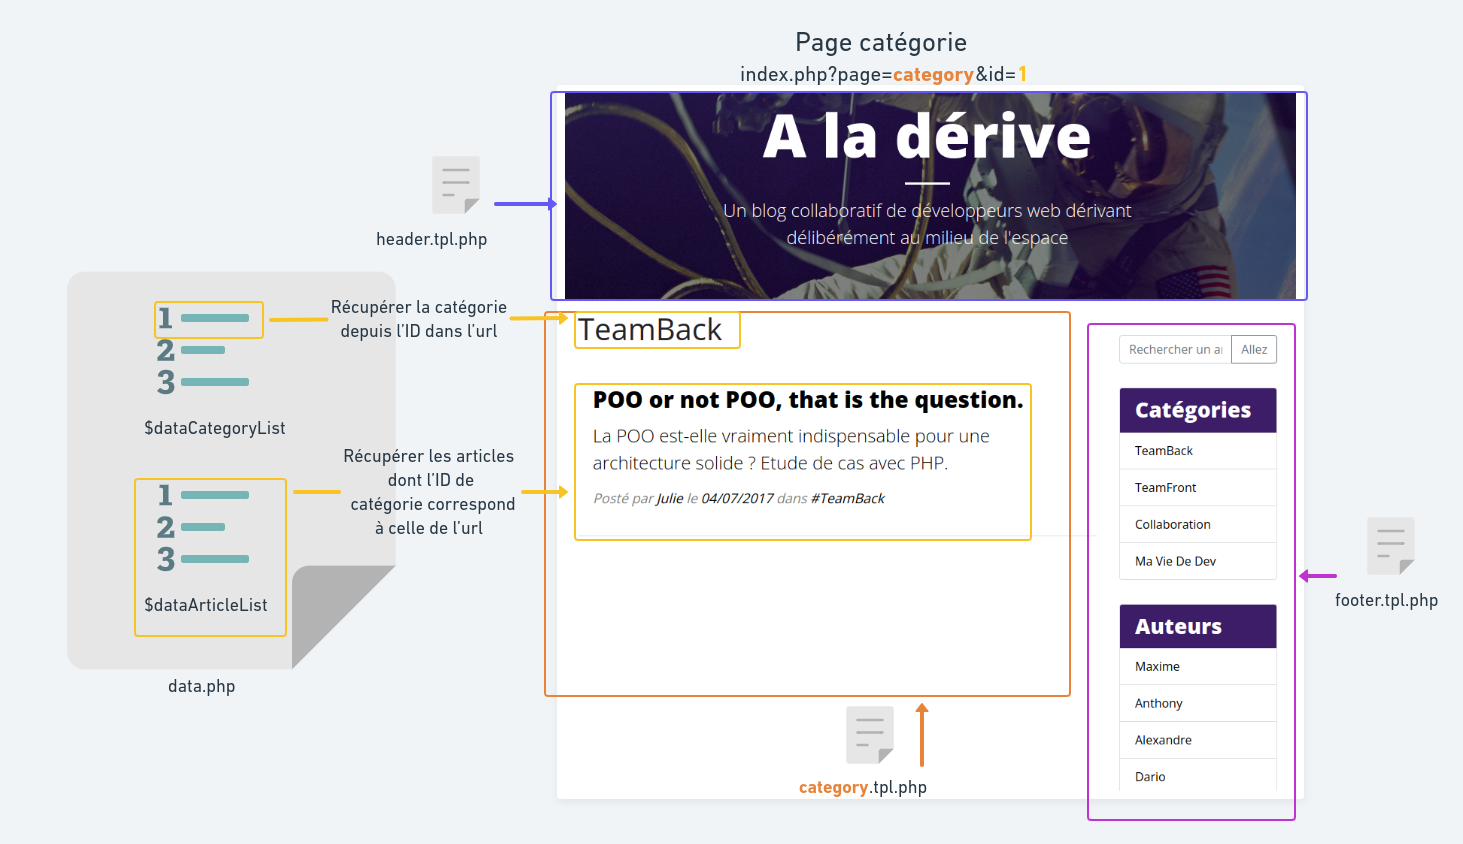 Page catégorie
index.php?page=category&id=1
A la dérive
Un blog collaboratif de développeurs web dérivant
délibérément au milieu de l'espace
header.tpl.php
1
2
3
$dataCategoryList
Récupérer la catégorie
depuis l'ID dans l'url
1
2
3
$dataArticleList
Récupérer les articles
dont l'ID de
catégorie correspond
à celle de l'url
data.php
TeamBack
POO or not POO, that is the question.
La POO est-elle vraiment indispensable pour une
architecture solide ? Etude de cas avec PHP.
Posté par Julie le 04/07/2017 dans #TeamBack
category.tpl.php
Rechercher un ar Allez
Catégories
TeamBack
TeamFront
Collaboration
Ma Vie De Dev
Auteurs
Maxime
Anthony
Alexandre
Dario
footer.tpl.php